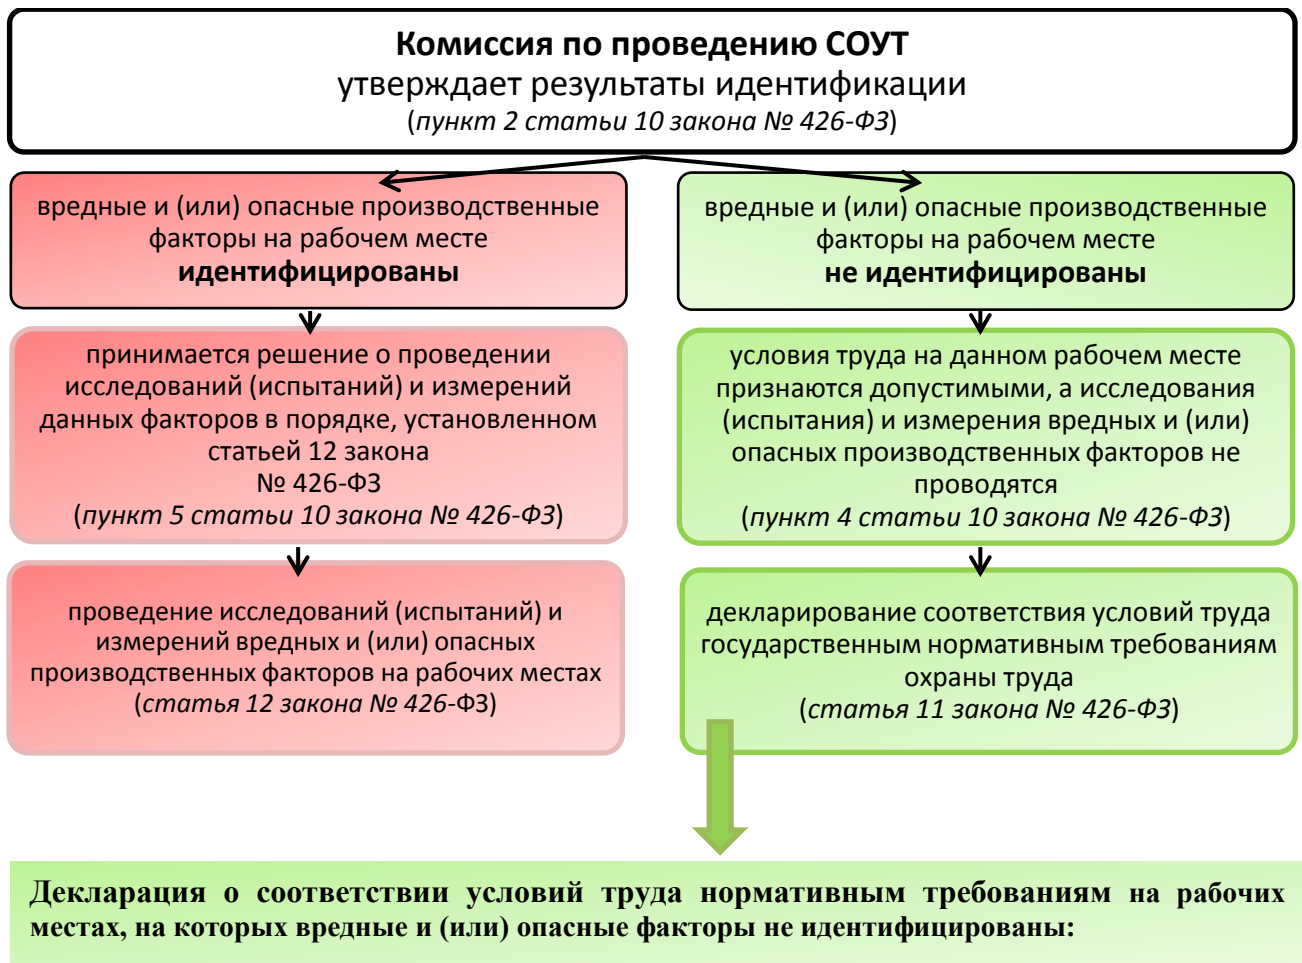 Комиссия по проведению СОУТ
утверждает результаты идентификации
(пункт 2 статьи 10 закона № 426-ФЗ)
вредные и (или) опасные производственные
факторы на рабочем месте
идентифицированы
принимается решение о проведении
исследований (испытаний) и измерений
данных факторов в порядке, установленном
статьей 12 закона
№ 426-ФЗ
(пункт 5 статьи 10 закона № 426-ФЗ)
проведение исследований (испытаний) и
измерений вредных и (или) опасных
производственных факторов на рабочих местах
(статья 12 закона № 426-ФЗ)
вредные и (или) опасные производственные
факторы на рабочем месте
не идентифицированы
условия труда на данном рабочем месте
признаются допустимыми, а исследования
(испытания) и измерения вредных и (или)
опасных производственных факторов не
проводятся
(пункт 4 статьи 10 закона № 426-ФЗ)
декларирование соответствия условий труда
государственным нормативным требованиям
охраны труда
(статья 11 закона № 426-ФЗ)
Декларация о соответствии условий труда нормативным требованиям на рабочих
местах, на которых вредные и (или) опасные факторы не идентифицированы: